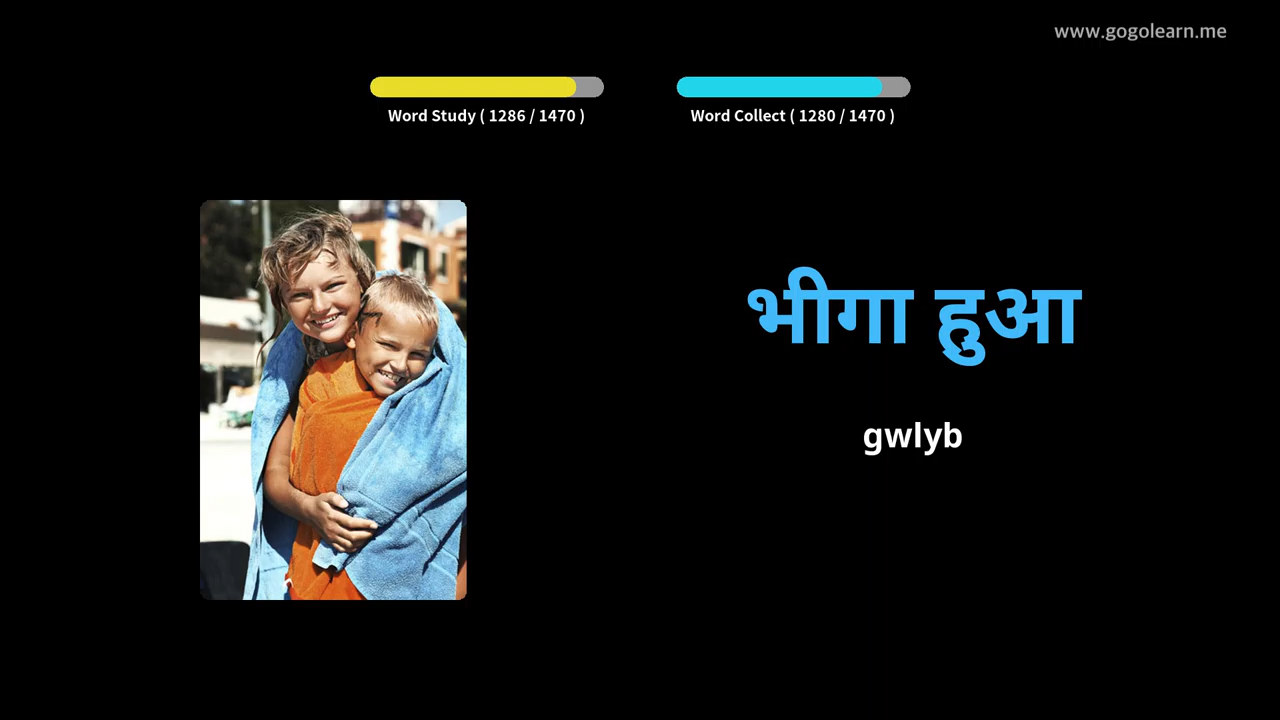 www.gogolearn.me
Word Study ( 1286 / 1470 )
Word Collect ( 1280 / 1470 )
भीगा हुआ
gwlyb